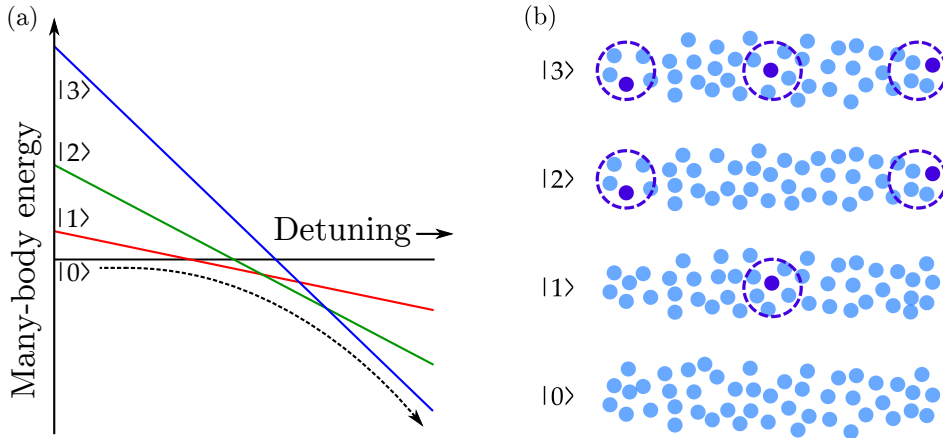 (a)
Many-body energy
|3⟩
|2⟩
|1⟩
|0⟩
Detuning
(b)
|3⟩
|2⟩
|1⟩
|0⟩